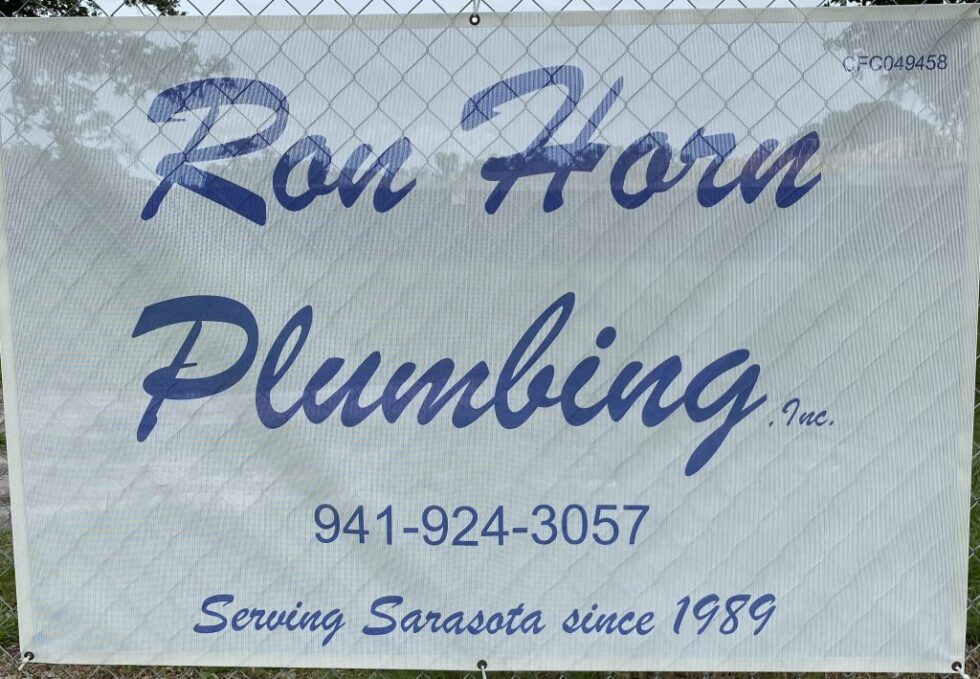 CFC049458
Ron Horn
Plumbing, Inc.
941-924-3057
Serving Sarasota since 1989